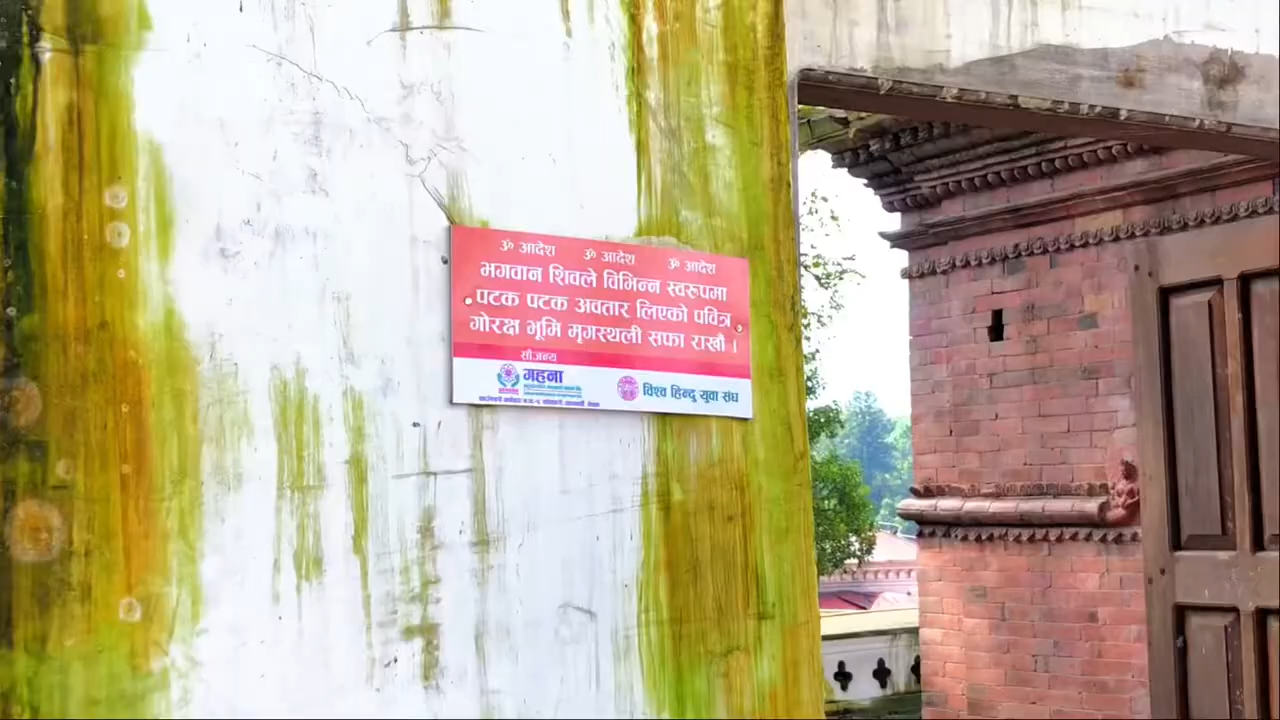 ॐ आदेश ॐ आदेश ॐ आदेश
भगवान शिवले विभिन्न स्वरुपमा
पटक पटक अवतार लिएको पवित्र
गोरक्ष भूमि मृगस्थली सफा राखौं ।
सौजन्य
गहना
विश्व हिन्दु युवा संघ